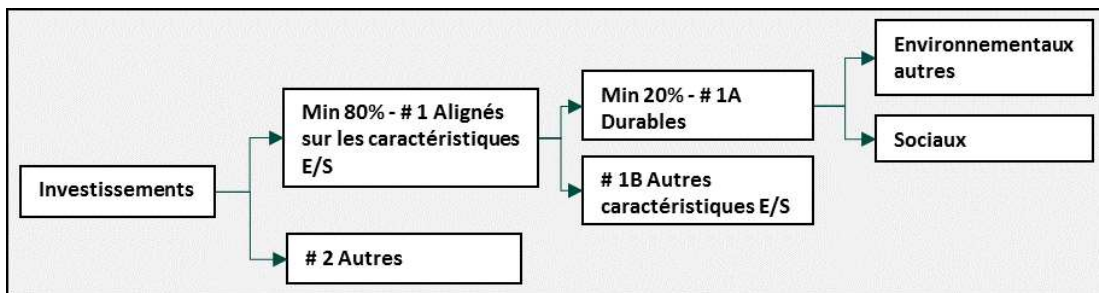 Investissements
Min 80% - # 1 Alignés
sur les caractéristiques
E/S
# 2 Autres
Min 20% - # 1A
Durables
# 1B Autres
caractéristiques E/S
Environnementaux
autres
Sociaux